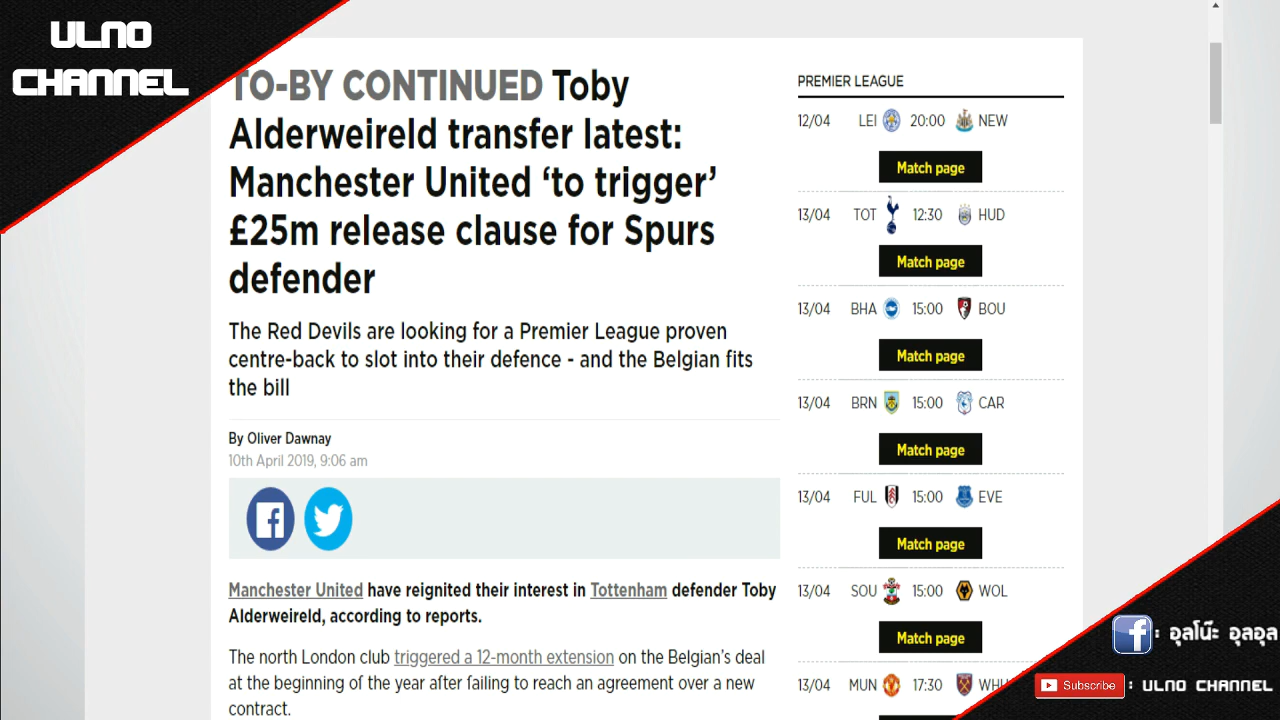 ULNO
CHANNEL
TO-BY CONTINUED Toby
Alderweireld transfer latest:
Manchester United ‘to trigger’
£25m release clause for Spurs
defender
The Red Devils are looking for a Premier League proven
centre-back to slot into their defence - and the Belgian fits
the bill
By Oliver Dawnay
10th April 2019, 9:06 am
Manchester United have reignited their interest in Tottenham defender Toby
Alderweireld, according to reports.
The north London club triggered a 12-month extension on the Belgian’s deal
at the beginning of the year after failing to reach an agreement over a new
contract.
PREMIER LEAGUE
12/04 LEI 20:00 NEW
Match page
13/04 TOT 12:30 HUD
Match page
13/04 BHA 15:00 BOU
Match page
13/04 BRN 15:00 CAR
Match page
13/04 FUL 15:00 EVE
Match page
13/04 SOU 15:00 WOL
Match page
13/04 MUN 17:30 WHU
: อุลโน๊ะ อุลอุล
Subscribe : ULNO CHANNEL